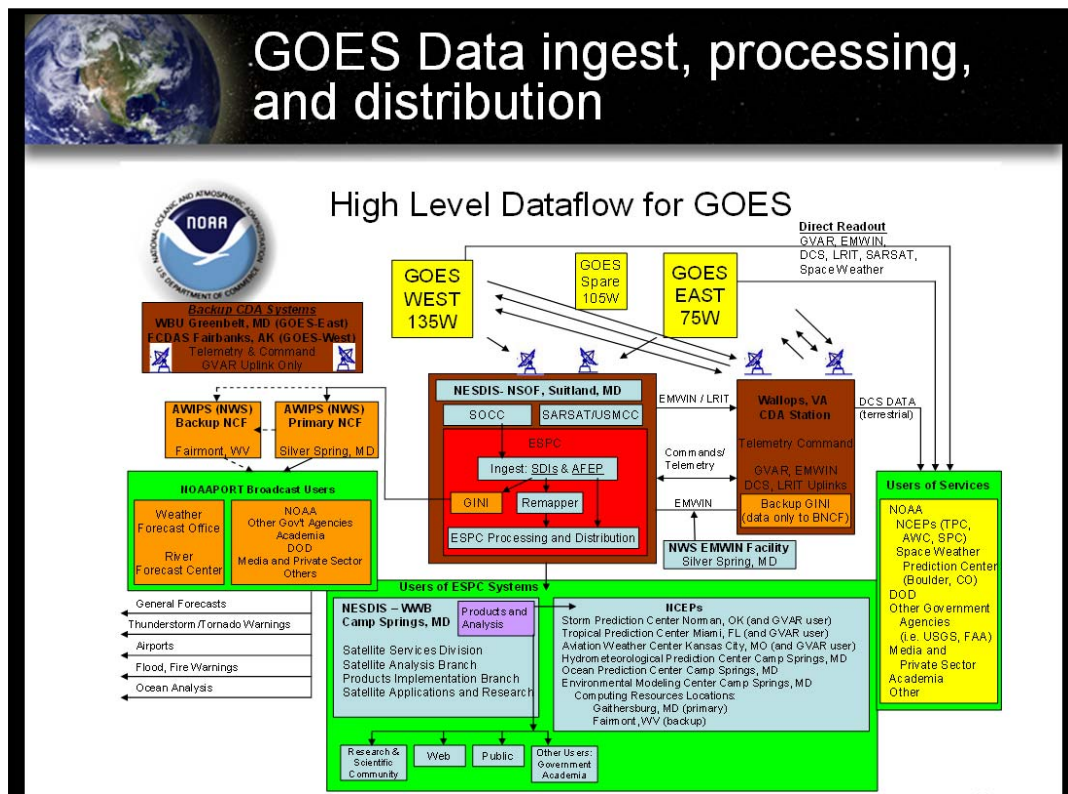 GOES Data ingest, processing,
and distribution
High Level Dataflow for GOES
NATIONAL OCEANIC AND ATMOSPHERIC ADMINISTRATION
U.S. DEPARTMENT OF COMMERCE
NOAA
Direct Readout
GVAR, EMWIN,
DCS, LRIT, SARSAT,
Space Weather
GOES
WEST
135W
GOES
Spare
105W
GOES
EAST
75W
Backup CDA Systems
WBU Greenbelt, MD (GOES-East)
FCDAS Fairbanks, AK (GOES-West)
Telemetry & Command
GVAR Uplink Only
AWIPS (NWS)
Backup NCF
Fairmont, WV
AWIPS (NWS)
Primary NCF
Silver Spring, MD
NESDIS- NSOF, Suitland, MD
SOCC
SARSAT/USMCC
ESPC
Ingest: SDIs & AFEP
GINI
Remapper
ESPC Processing and Distribution
EMWIN / LRIT
Commands/
Telemetry
EMWIN
Wallops, VA
CDA Station
Telemetry Command
GVAR, EMWIN
DCS, LRIT Uplinks
Backup GINI
(data only to BNCF)
DCS DATA
(terrestrial)
NWS EMWIN Facility
Silver Spring, MD
NOAAPORT Broadcast Users
Weather
Forecast Office
River
Forecast Center
NOAA
Other Gov't Agencies
Academia
DOD
Media and Private Sector
Others
General Forecasts
Thunderstorm/Tornado Warnings
Airports
Flood, Fire Warnings
Ocean Analysis
Users of ESPC Systems
NESDIS – WWB
Camp Springs, MD
Products and
Analysis
Satellite Services Division
Satellite Analysis Branch
Products Implementation Branch
Satellite Applications and Research
NCEPs
Storm Prediction Center Norman, OK (and GVAR user)
Tropical Prediction Center Miami, FL (and GVAR user)
Aviation Weather Center Kansas City, MO (and GVAR user)
Hydrometeorological Prediction Center Camp Springs, MD
Ocean Prediction Center Camp Springs, MD
Environmental Modeling Center Camp Springs, MD
Computing Resources Locations:
Gaithersburg, MD (primary)
Fairmont, WV (backup)
Research &
Scientific
Community
Web
Public
Other Users:
Government
Academia
Users of Services
NOAA
NCEPs (TPC,
AWC, SPC)
Space Weather
Prediction Center
(Boulder, CO)
DOD
Other Government
Agencies
(i.e. USGS, FAA)
Media and
Private Sector
Academia
Other